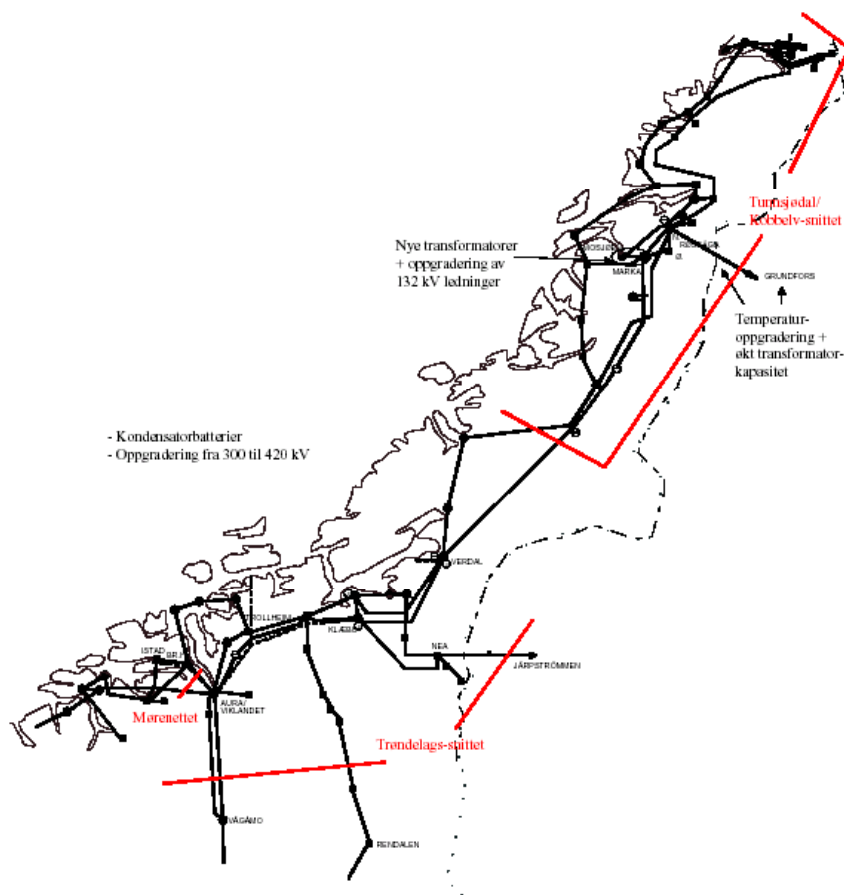 Tunnsjødal/
Kobbelv-snittet
Nye transformatorer
+ oppgradering av
132 kV ledninger
MARKA
GRUNDFORS
Temperatur-
oppgradering +
økt transformator-
kapasitet
- Kondensatorbatterier
- Oppgradering fra 300 til 420 kV
VERDAL
TROLLHEIM
KLÆBU
ISTAD
NEA
JÄRPSTRÖMMEN
AURA/
VIKLANDET
Mørenettet
Trøndelags-snittet
VÅGÅMO
RENDALEN